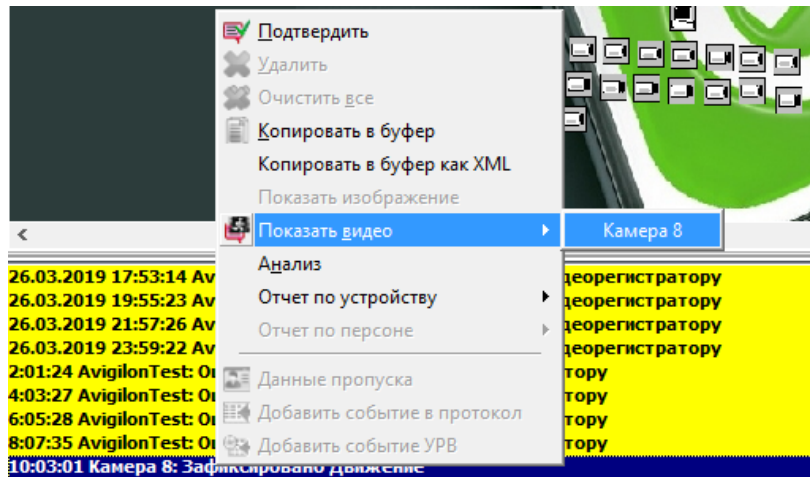 Подтвердить
Удалить
Очистить все
Копировать в буфер
Копировать в буфер как XML
Показать изображение
Показать видео
Камера 8
Анализ
Отчет по устройству
Отчет по персоне
Данные пропуска
Добавить событие в протокол
Добавить событие УРВ
26.03.2019 17:53:14 Av деорегистратору
26.03.2019 19:55:23 Av деорегистратору
26.03.2019 21:57:26 Av деорегистратору
26.03.2019 23:59:22 Av деорегистратору
2:01:24 AvigilonTest: Ош тору
4:03:27 AvigilonTest: Ош тору
6:05:28 AvigilonTest: Ош тору
8:07:35 AvigilonTest: Ош тору
10:03:01 Камера 8: Зафиксировано Движение